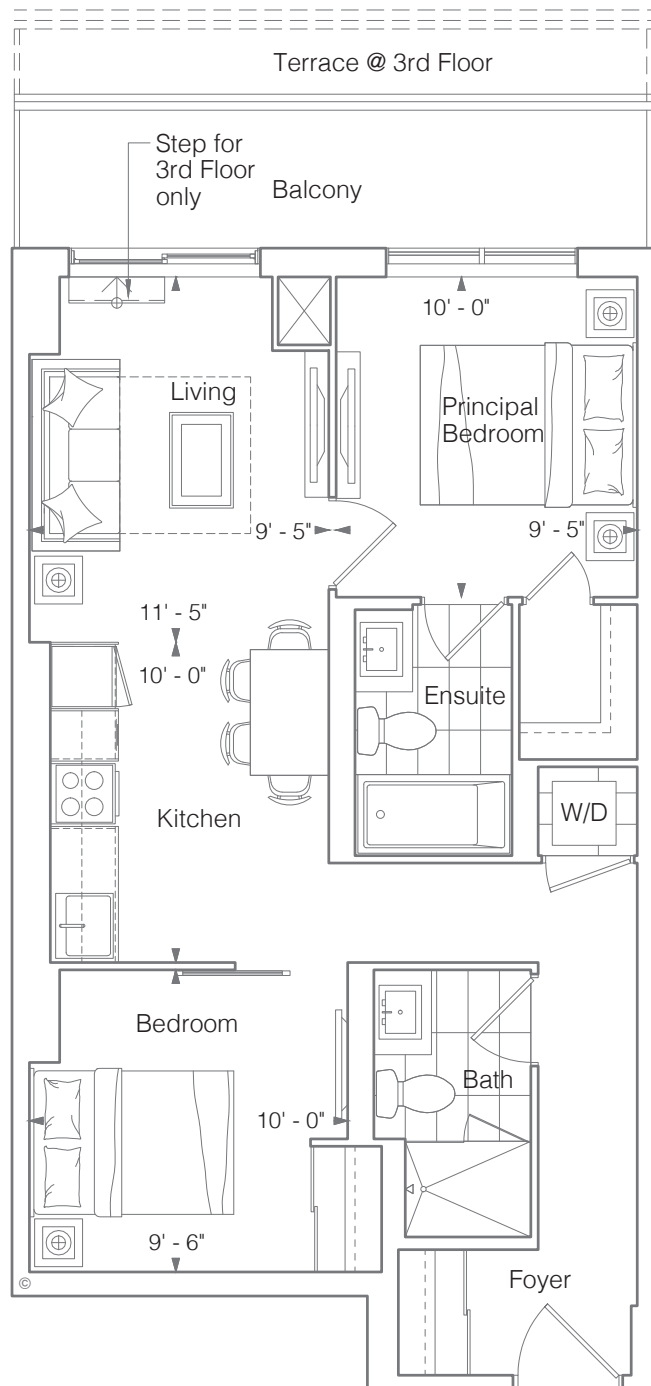 Terrace @ 3rd Floor
Step for
3rd Floor
only
Balcony
10' - 0"
Living
Principal
Bedroom
9' - 5"
9' - 5"
11' - 5"
10' - 0"
Ensuite
Kitchen
W/D
Bedroom
Bath
10' - 0"
9' - 6"
Foyer
©